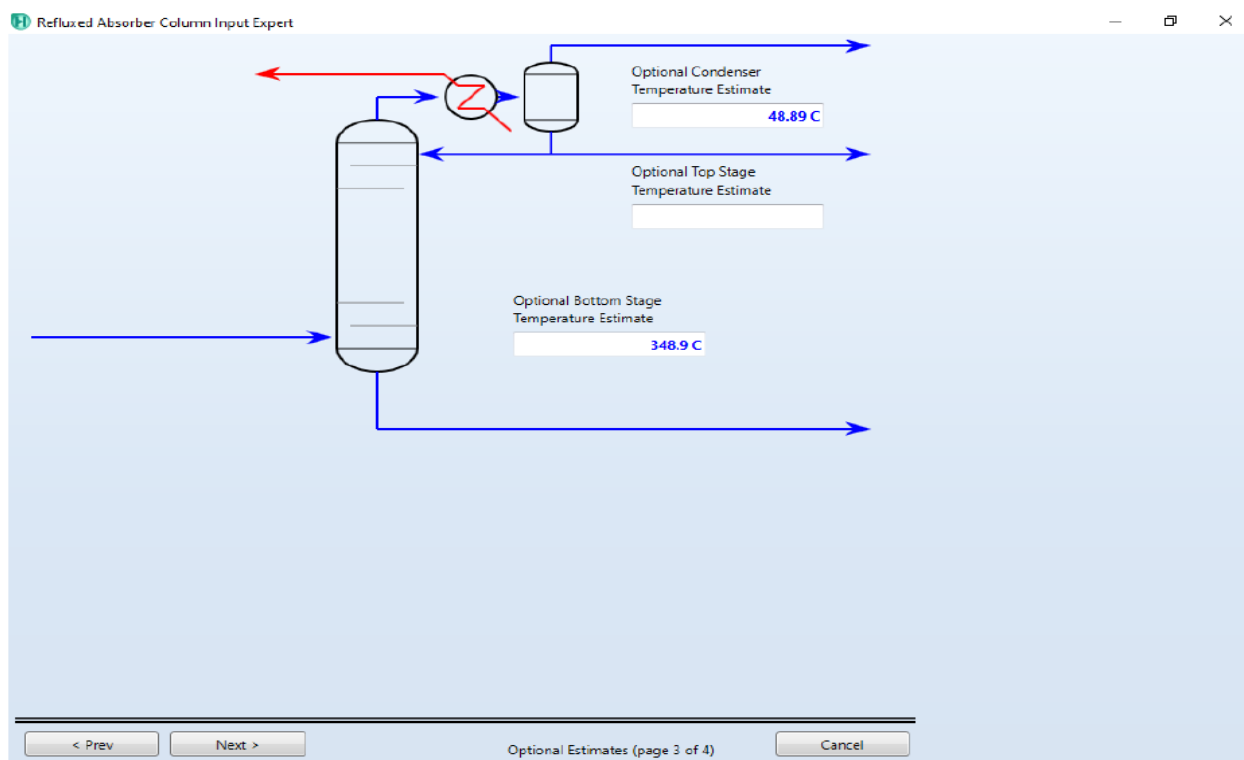 Refluxed Absorber Column Input Expert
Optional Condenser
Temperature Estimate
48.89 C
Optional Top Stage
Temperature Estimate
Optional Bottom Stage
Temperature Estimate
348.9 C
< Prev
Next >
Optional Estimates (page 3 of 4)
Cancel